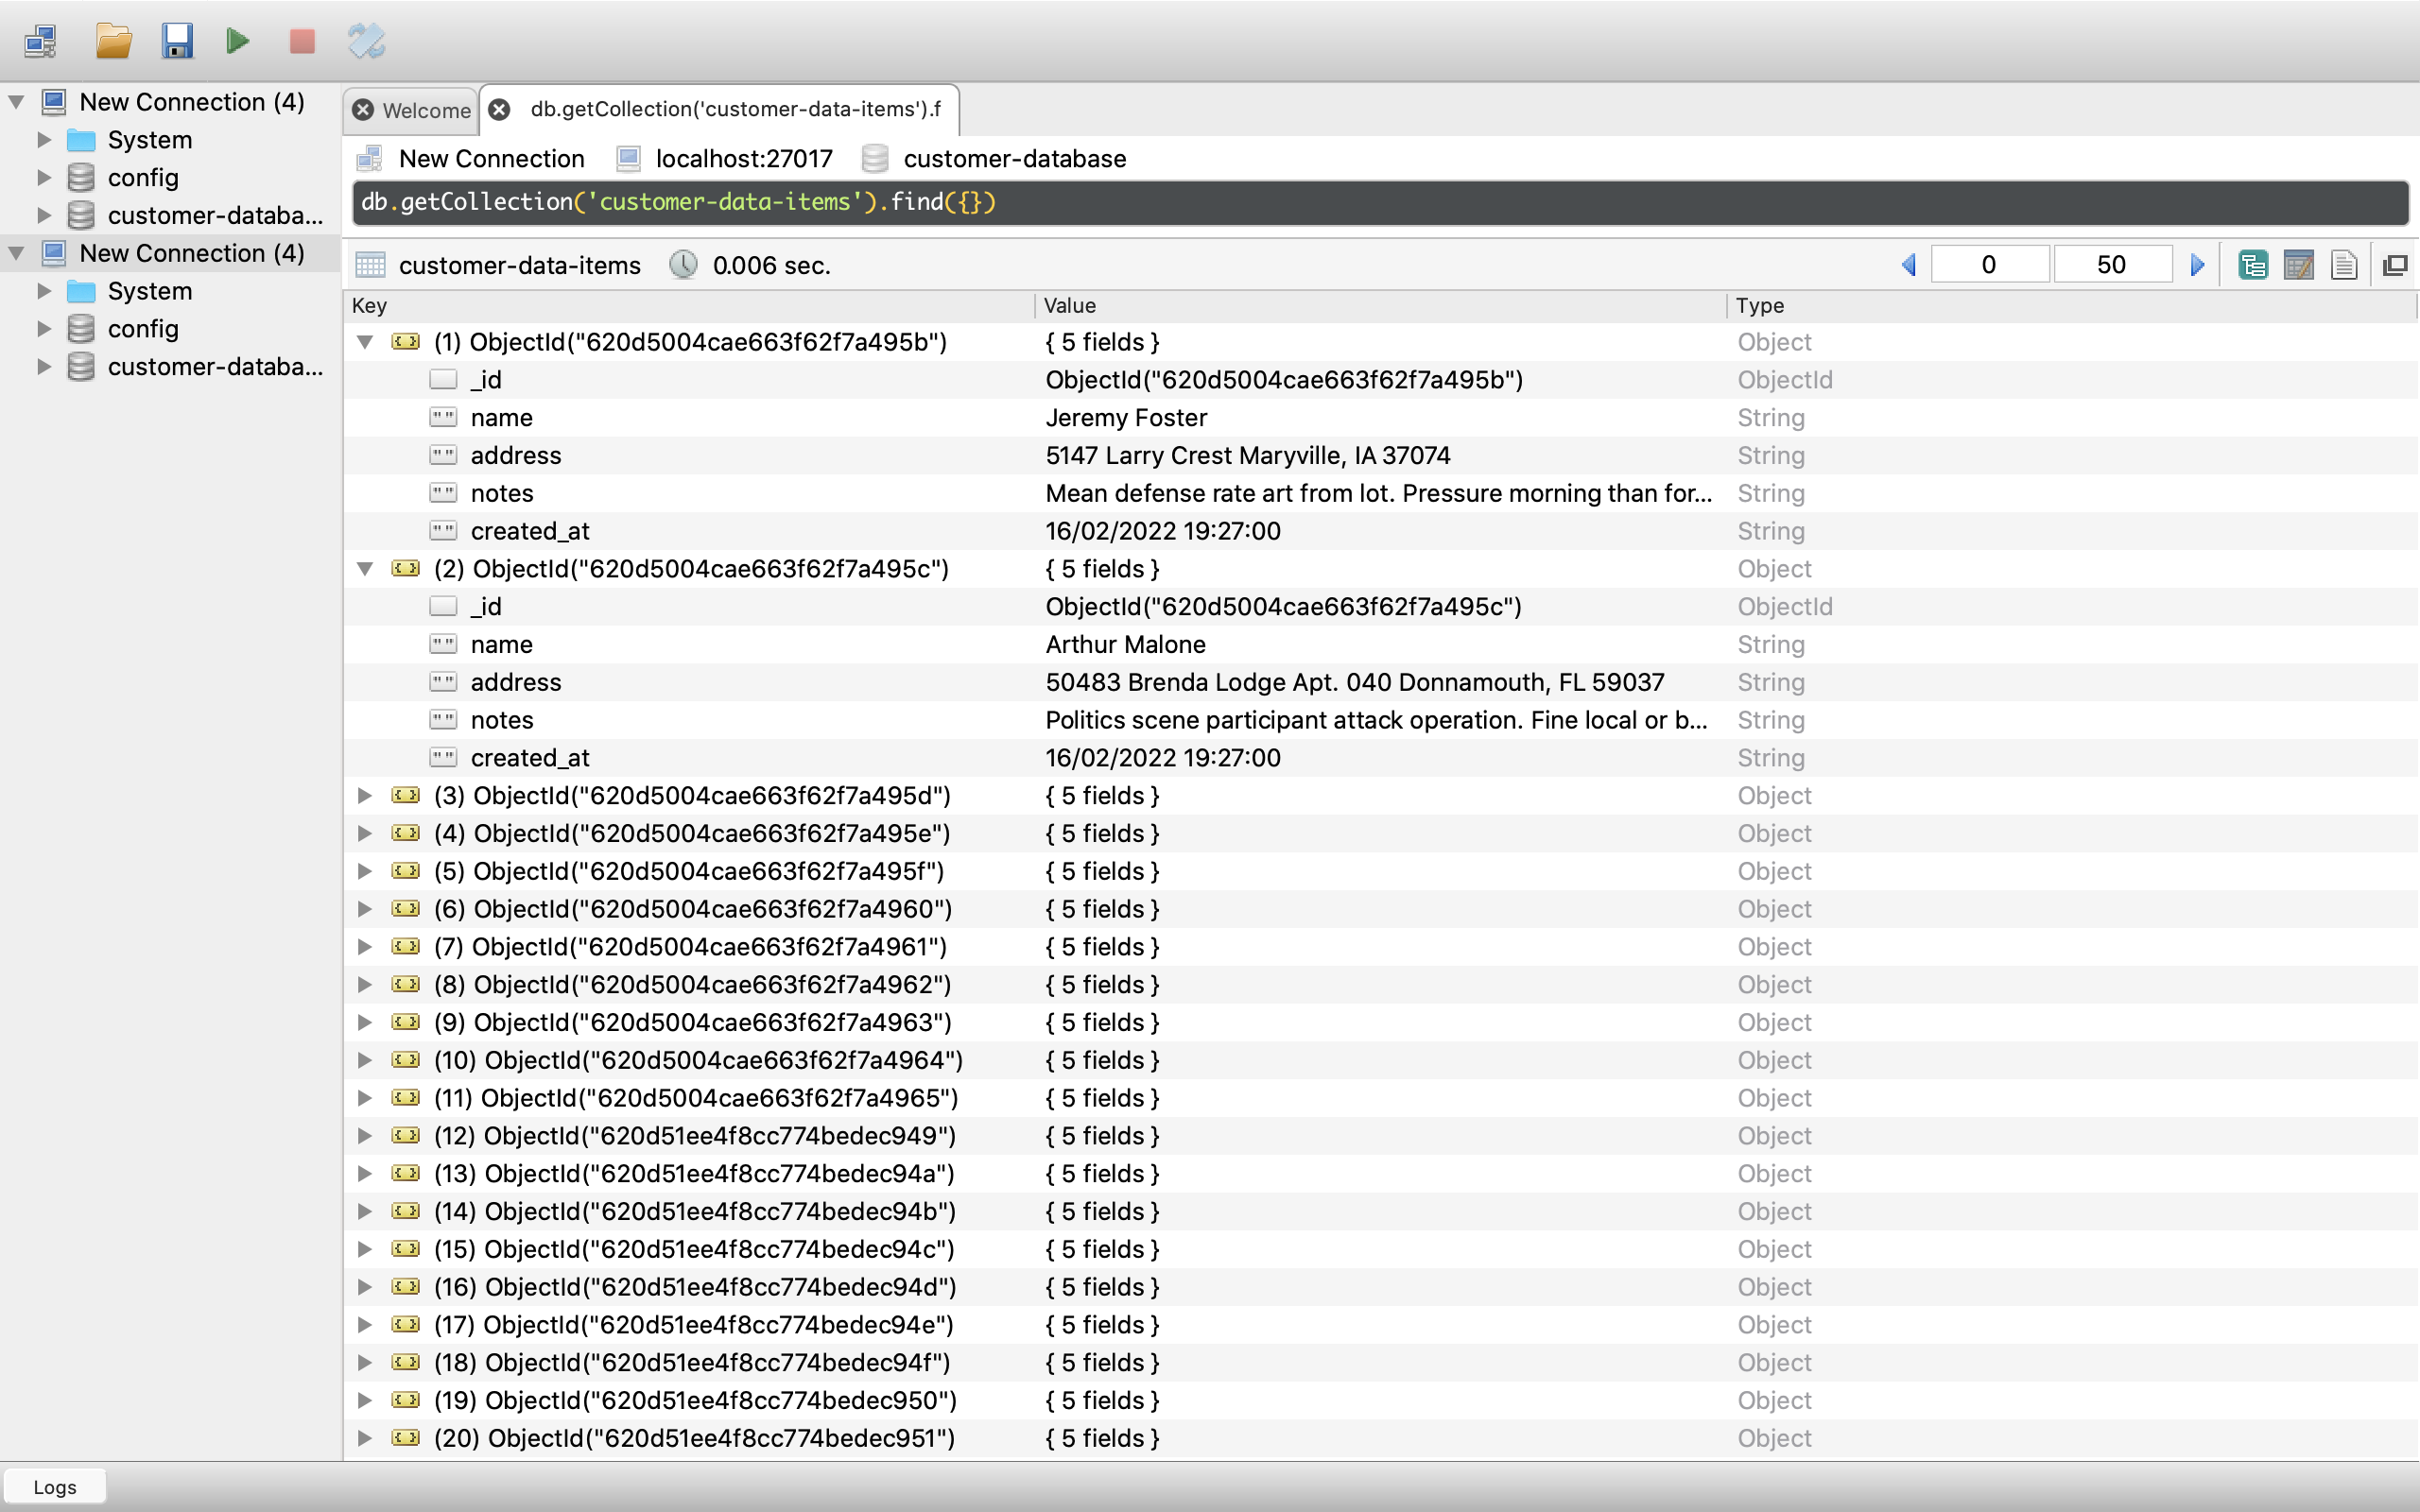 New Connection (4)
System
config
customer-databa...
New Connection (4)
System
config
customer-databa...
Welcome
db.getCollection('customer-data-items').f
New Connection localhost:27017 customer-database
db.getCollection('customer-data-items').find({})
customer-data-items 0.006 sec. 0 50
Key Value Type
(1) ObjectId("620d5004cae663f62f7a495b") { 5 fields } Object
_id ObjectId("620d5004cae663f62f7a495b") ObjectId
name Jeremy Foster String
address 5147 Larry Crest Maryville, IA 37074 String
notes Mean defense rate art from lot. Pressure morning than for... String
created_at 16/02/2022 19:27:00 String
(2) ObjectId("620d5004cae663f62f7a495c") { 5 fields } Object
_id ObjectId("620d5004cae663f62f7a495c") ObjectId
name Arthur Malone String
address 50483 Brenda Lodge Apt. 040 Donnamouth, FL 59037 String
notes Politics scene participant attack operation. Fine local or b... String
created_at 16/02/2022 19:27:00 String
(3) ObjectId("620d5004cae663f62f7a495d") { 5 fields } Object
(4) ObjectId("620d5004cae663f62f7a495e") { 5 fields } Object
(5) ObjectId("620d5004cae663f62f7a495f") { 5 fields } Object
(6) ObjectId("620d5004cae663f62f7a4960") { 5 fields } Object
(7) ObjectId("620d5004cae663f62f7a4961") { 5 fields } Object
(8) ObjectId("620d5004cae663f62f7a4962") { 5 fields } Object
(9) ObjectId("620d5004cae663f62f7a4963") { 5 fields } Object
(10) ObjectId("620d5004cae663f62f7a4964") { 5 fields } Object
(11) ObjectId("620d5004cae663f62f7a4965") { 5 fields } Object
(12) ObjectId("620d51ee4f8cc774bedec949") { 5 fields } Object
(13) ObjectId("620d51ee4f8cc774bedec94a") { 5 fields } Object
(14) ObjectId("620d51ee4f8cc774bedec94b") { 5 fields } Object
(15) ObjectId("620d51ee4f8cc774bedec94c") { 5 fields } Object
(16) ObjectId("620d51ee4f8cc774bedec94d") { 5 fields } Object
(17) ObjectId("620d51ee4f8cc774bedec94e") { 5 fields } Object
(18) ObjectId("620d51ee4f8cc774bedec94f") { 5 fields } Object
(19) ObjectId("620d51ee4f8cc774bedec950") { 5 fields } Object
(20) ObjectId("620d51ee4f8cc774bedec951") { 5 fields } Object
Logs